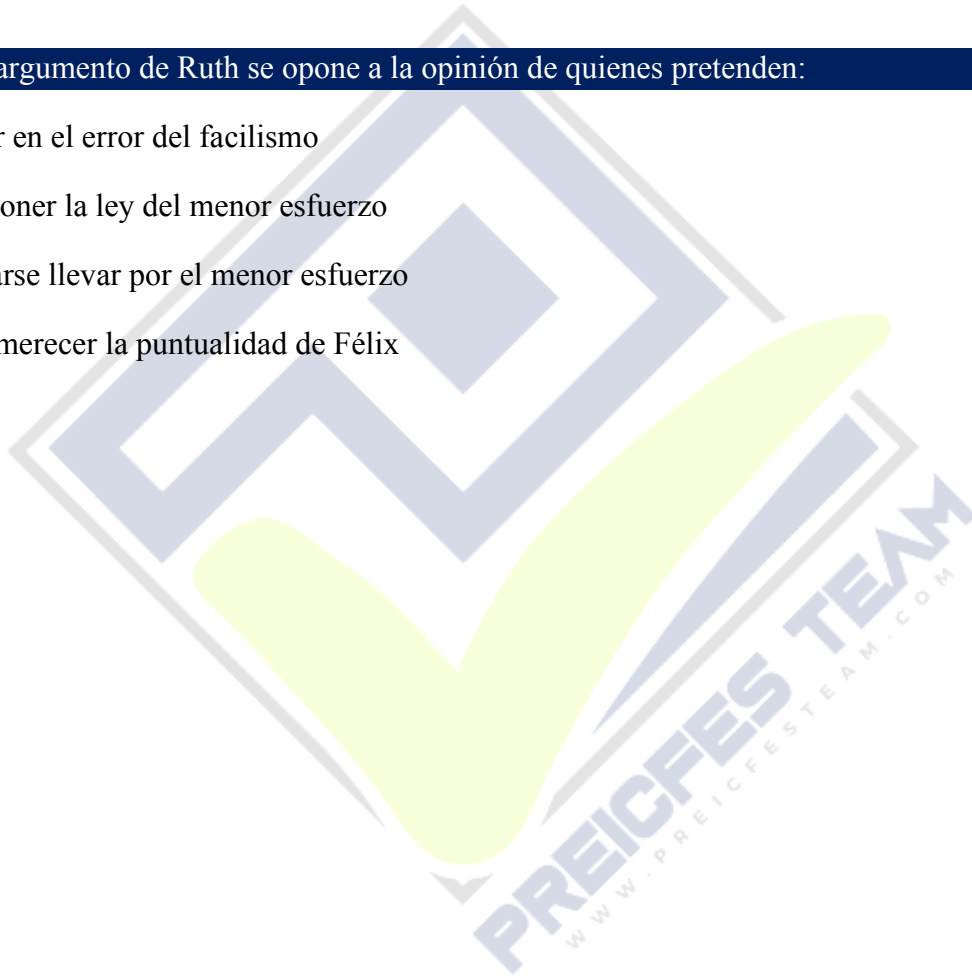 argumento de Ruth se opone a la opinión de quienes pretenden:
r en el error del facilismo
oner la ley del menor esfuerzo
arse llevar por el menor esfuerzo
merecer la puntualidad de Félix
PREICFES TEAM
WWW.PREICFESTEAM.COM